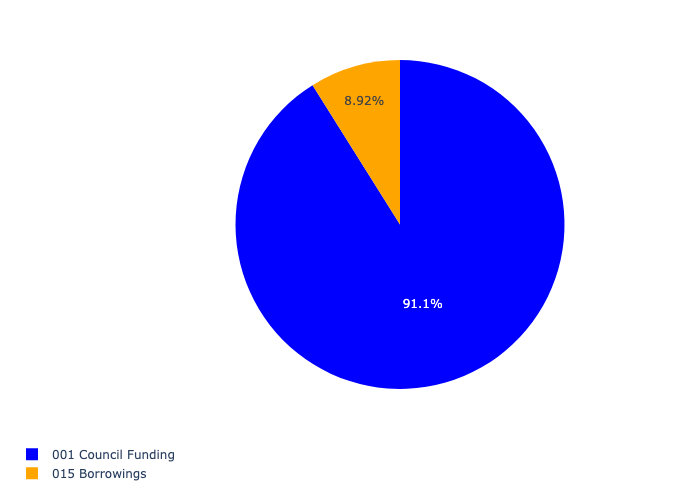 8.92%
91.1%
001 Council Funding
015 Borrowings